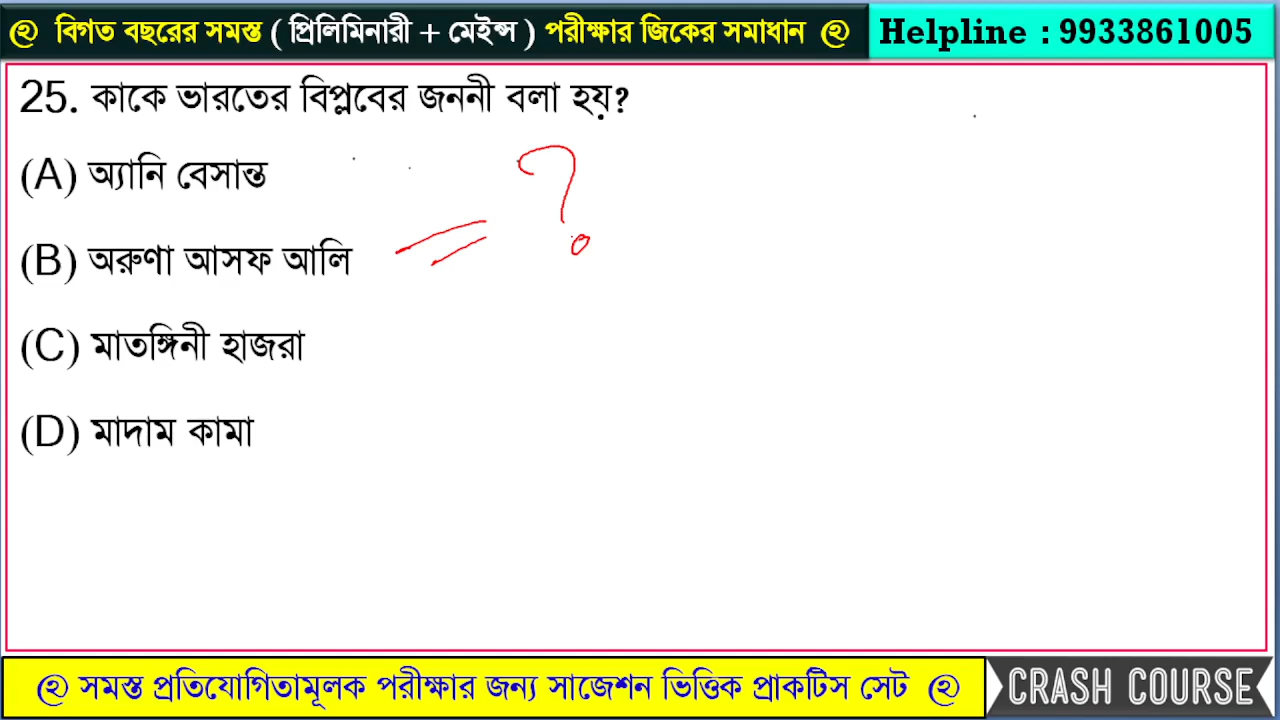 বিগত বছরের সমস্ত ( প্রিলিমিনারী + মেইন্স ) পরীক্ষার জিকের সমাধান
Helpline : 9933861005
25. কাকে ভারতের বিপ্লবের জননী বলা হয়?
(A) অ্যানি বেসান্ত
(B) অরুণা আসফ আলি
(C) মাতঙ্গিনী হাজরা
(D) মাদাম কামা
= ?
সমস্ত প্রতিযোগিতামূলক পরীক্ষার জন্য সাজেশন ভিত্তিক প্রাকটিস সেট
CRASH COURSE